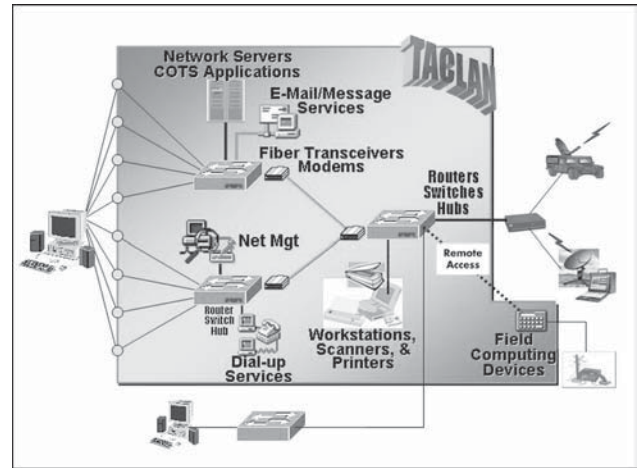 TACLAN
Network Servers
COTS Applications
E-Mail/Message
Services
Fiber Transceivers
Modems
Routers
Switches
Hubs
Net Mgt
Remote
Access
Router
Switch
Hub
Dial-up
Services
Workstations,
Scanners, &
Printers
Field
Computing
Devices